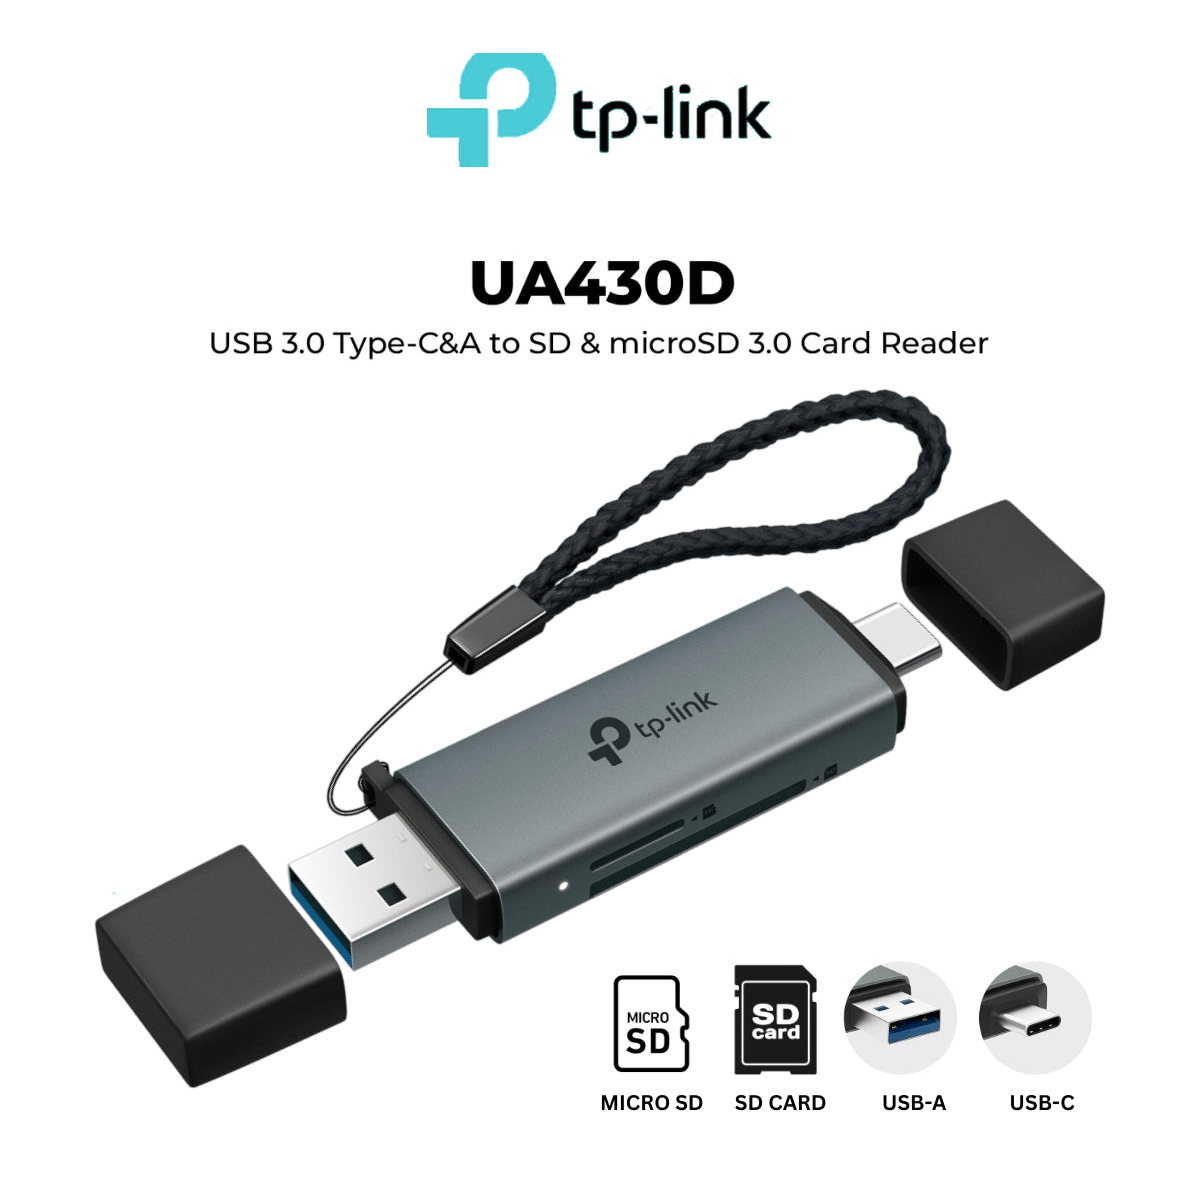 tp-link
UA430D
USB 3.0 Type-C&A to SD & microSD 3.0 Card Reader
tp-link
MICRO
SD
SD
card
MICRO SD
SD CARD
USB-A
USB-C